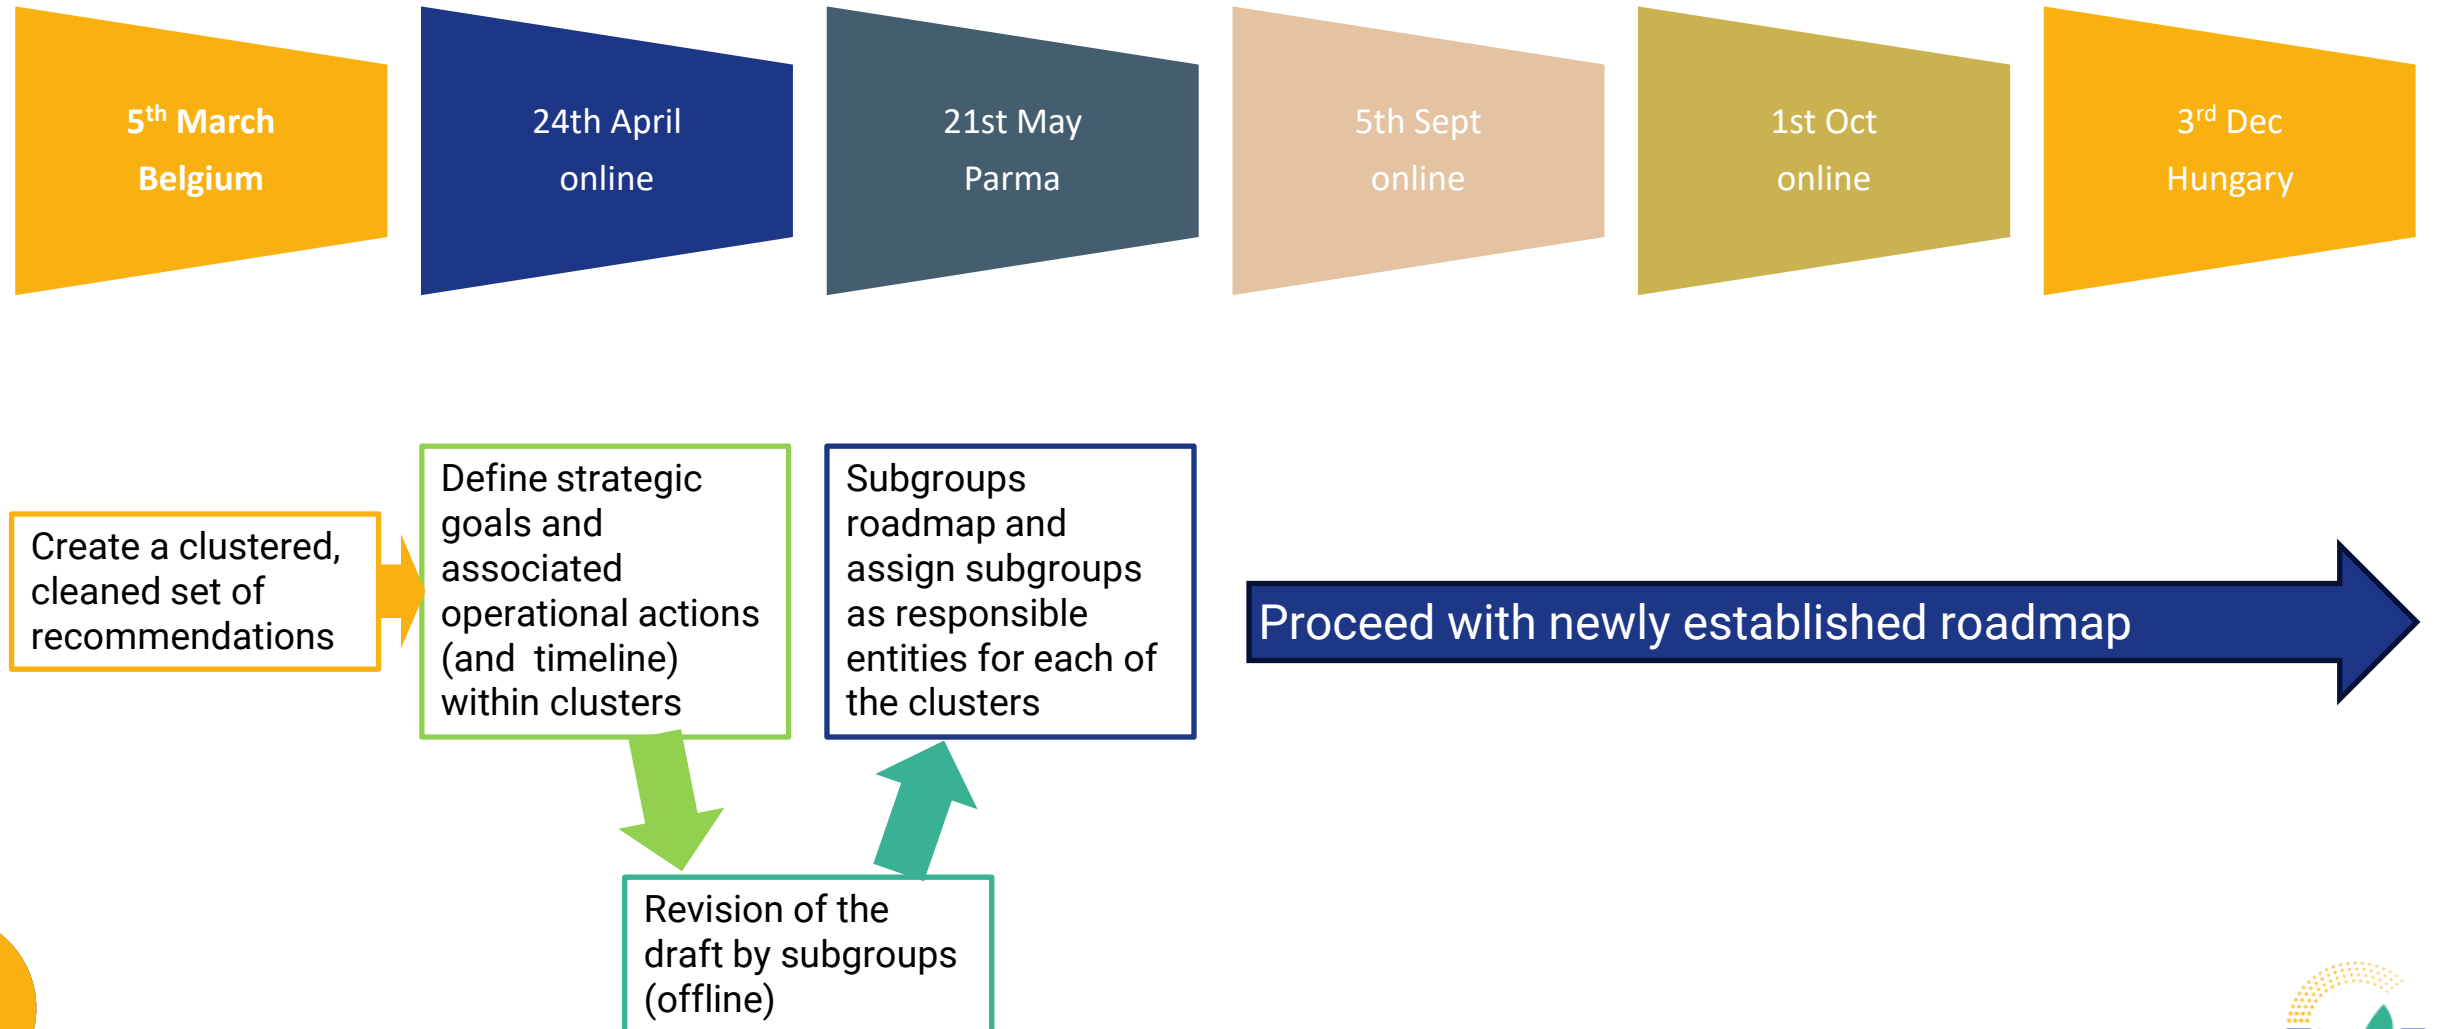 5th March
Belgium
24th April
online
21st May
Parma
5th Sept
online
1st Oct
online
3rd Dec
Hungary
Create a clustered,
cleaned set of
recommendations
Define strategic
goals and
associated
operational actions
(and  timeline)
within clusters
Subgroups
roadmap and
assign subgroups
as responsible
entities for each of
the clusters
Proceed with newly established roadmap
Revision of the
draft by subgroups
(offline)